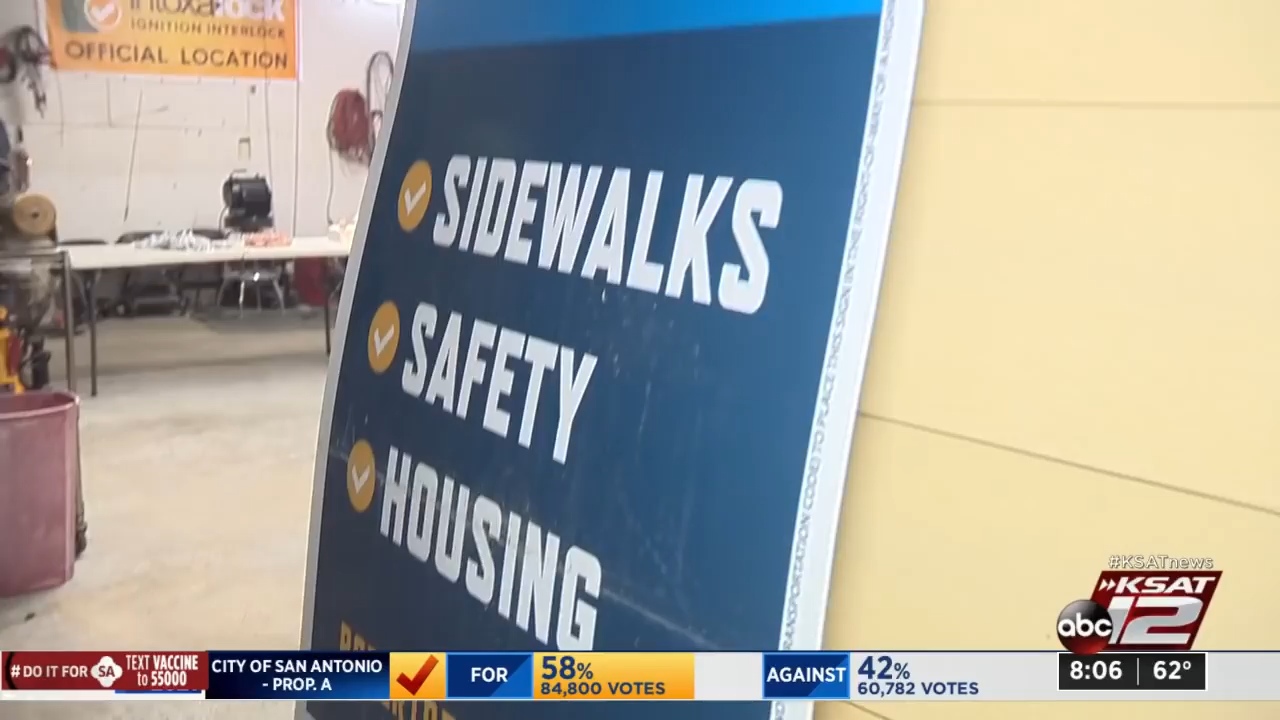 IGNITION INTERLOCK
OFFICIAL LOCATION
SIDEWALKS
SAFETY
HOUSING
#KSATnews
KSAT
abc 12
#DO IT FOR SA
TEXT VACCINE
to 55000
CITY OF SAN ANTONIO
- PROP. A
FOR
58%
84,800 VOTES
AGAINST
42%
60,782 VOTES
8:06 62°